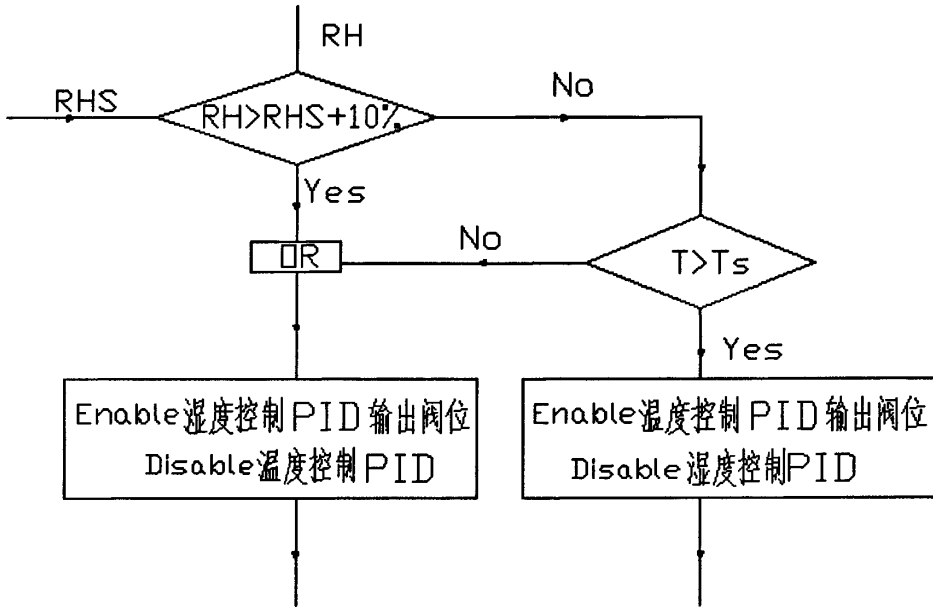 RH
RHS
RH>RHS+10%
No
Yes
OR
No
T>Ts
Yes
Enable湿度控制PID输出阀位
Disable温度控制PID
Enable温度控制PID输出阀位
Disable湿度控制PID